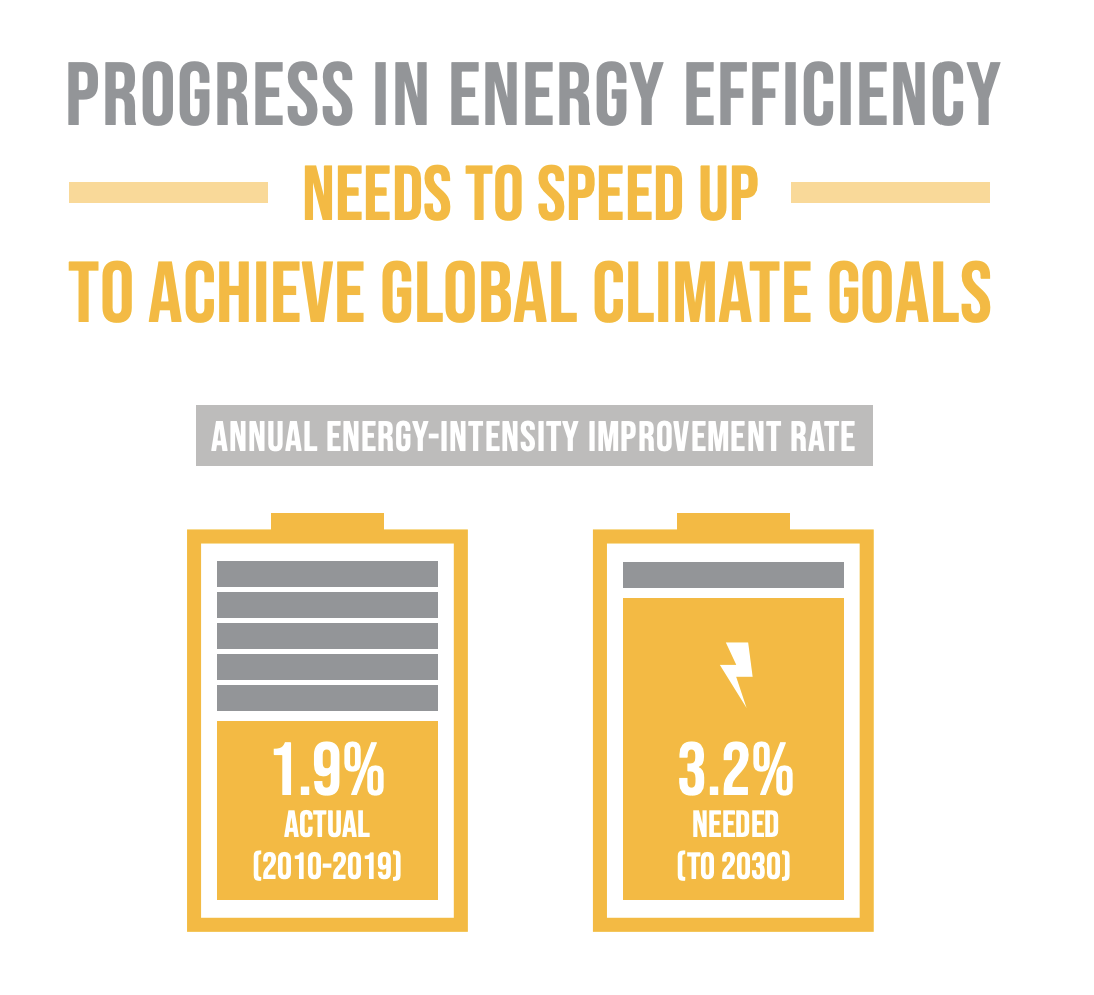 PROGRESS IN ENERGY EFFICIENCY
NEEDS TO SPEED UP
TO ACHIEVE GLOBAL CLIMATE GOALS
ANNUAL ENERGY-INTENSITY IMPROVEMENT RATE
1.9%
ACTUAL
(2010-2019)
3.2%
NEEDED
(TO 2030)